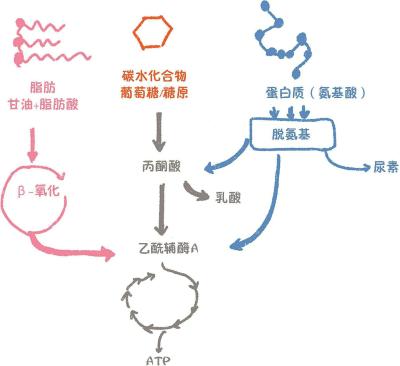 脂肪
甘油+脂肪酸
碳水化合物
葡萄糖/糖原
蛋白质（氨基酸）
脱氨基
尿素
丙酮酸
乳酸
β-氧化
乙酰辅酶A
ATP